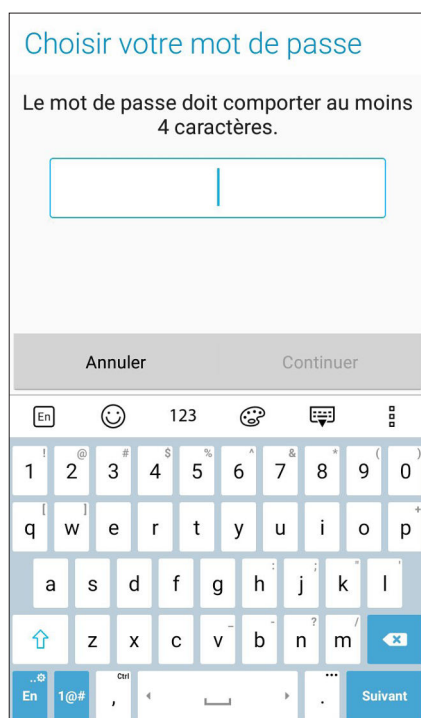 Choisir votre mot de passe
Le mot de passe doit comporter au moins
4 caractères.
Annuler Continuer
En 123
! @ # $ % ^ & * ( )
1 2 3 4 5 6 7 8 9 0
[ ] +
q w e r t y u i o p
: ; " '
a s d f g h j k l
_ - ? /
z x c v b n m
Ctrl
En 1@# , . Suivant